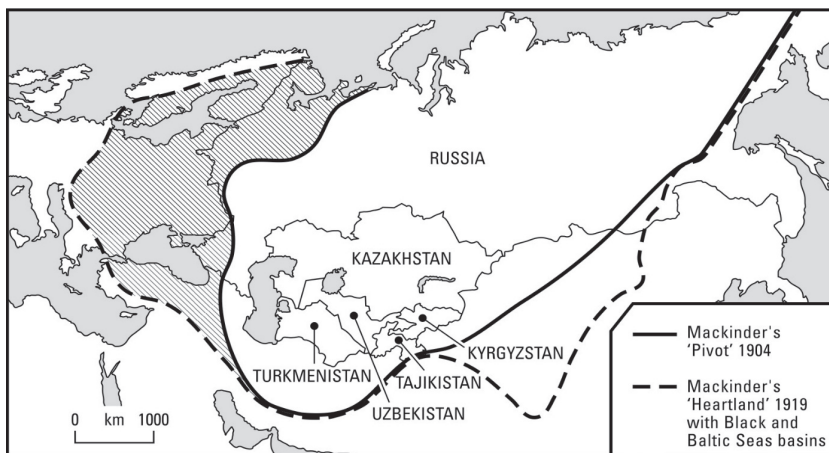 RUSSIA
KAZAKHSTAN
KYRGYZSTAN
TURKMENISTAN
TAJIKISTAN
UZBEKISTAN
0 km 1000
Mackinder's
'Pivot' 1904
Mackinder's
'Heartland' 1919
with Black and
Baltic Seas basins